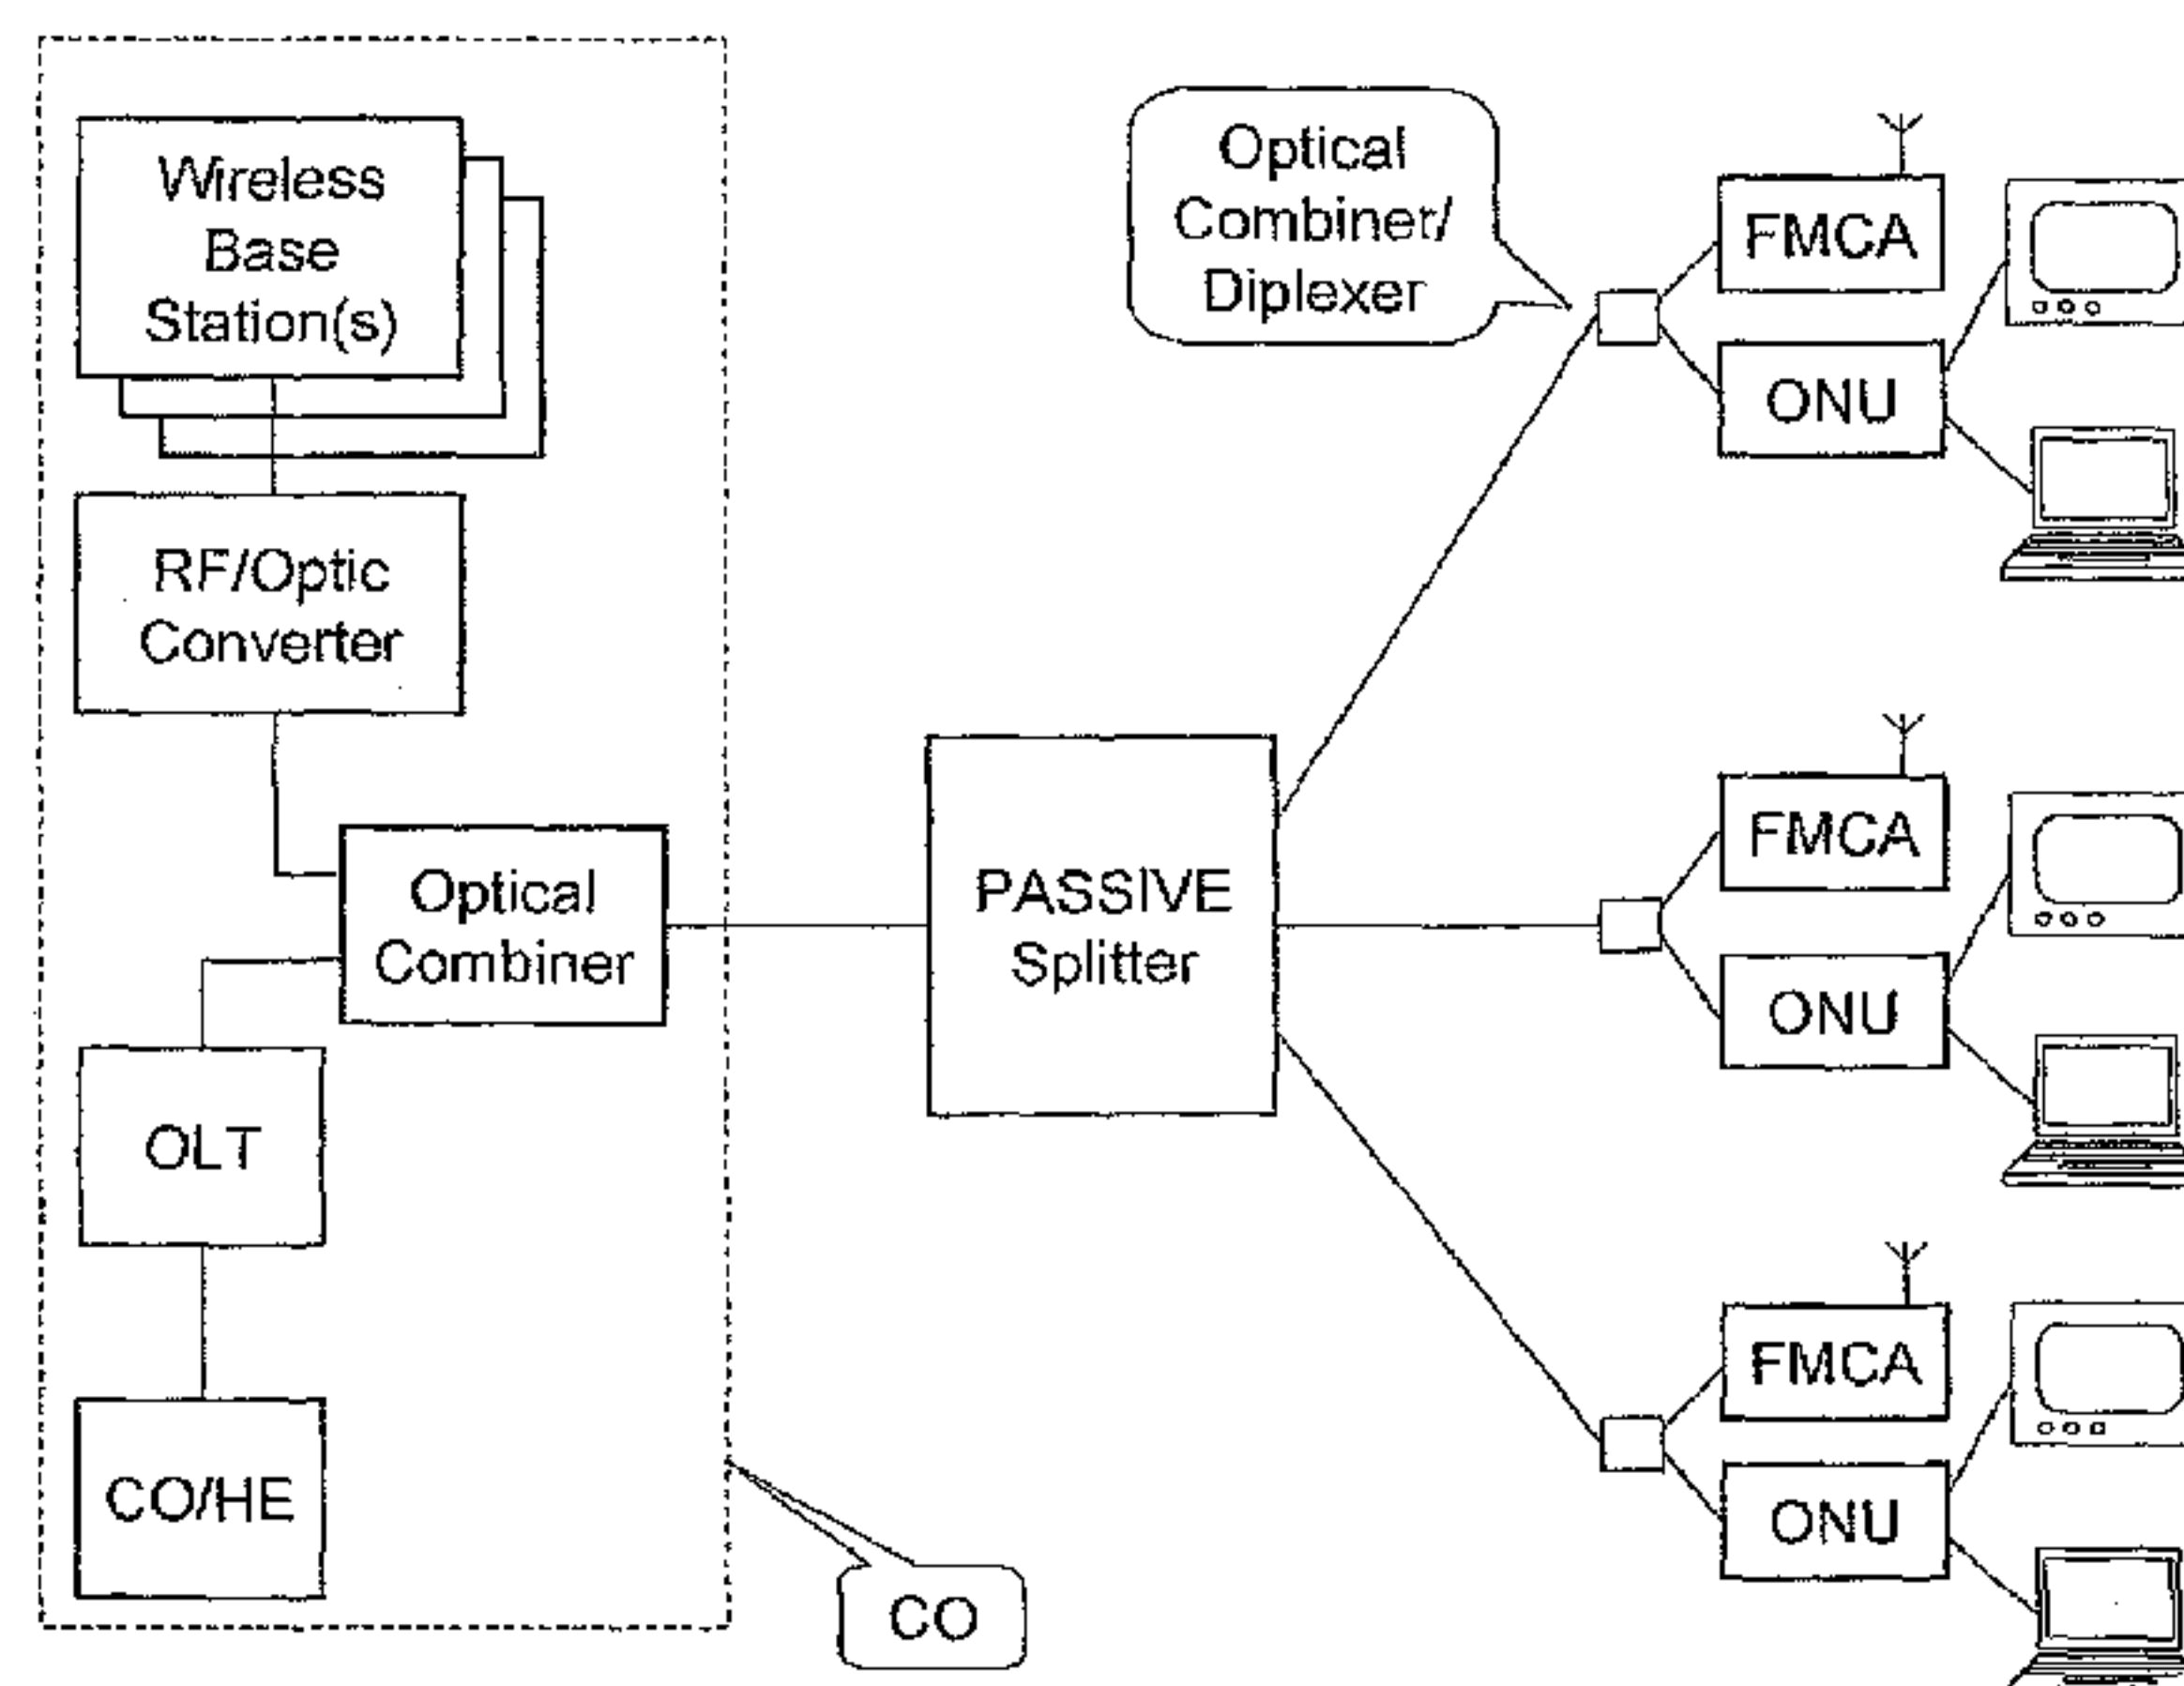 Wireless
Base
Station(s)
RF/Optic
Converter
Optical
Combiner
OLT
CO/HE
CO
PASSIVE
Splitter
Optical
Combiner/
Diplexer
FMCA
ONU
FMCA
ONU
FMCA
ONU